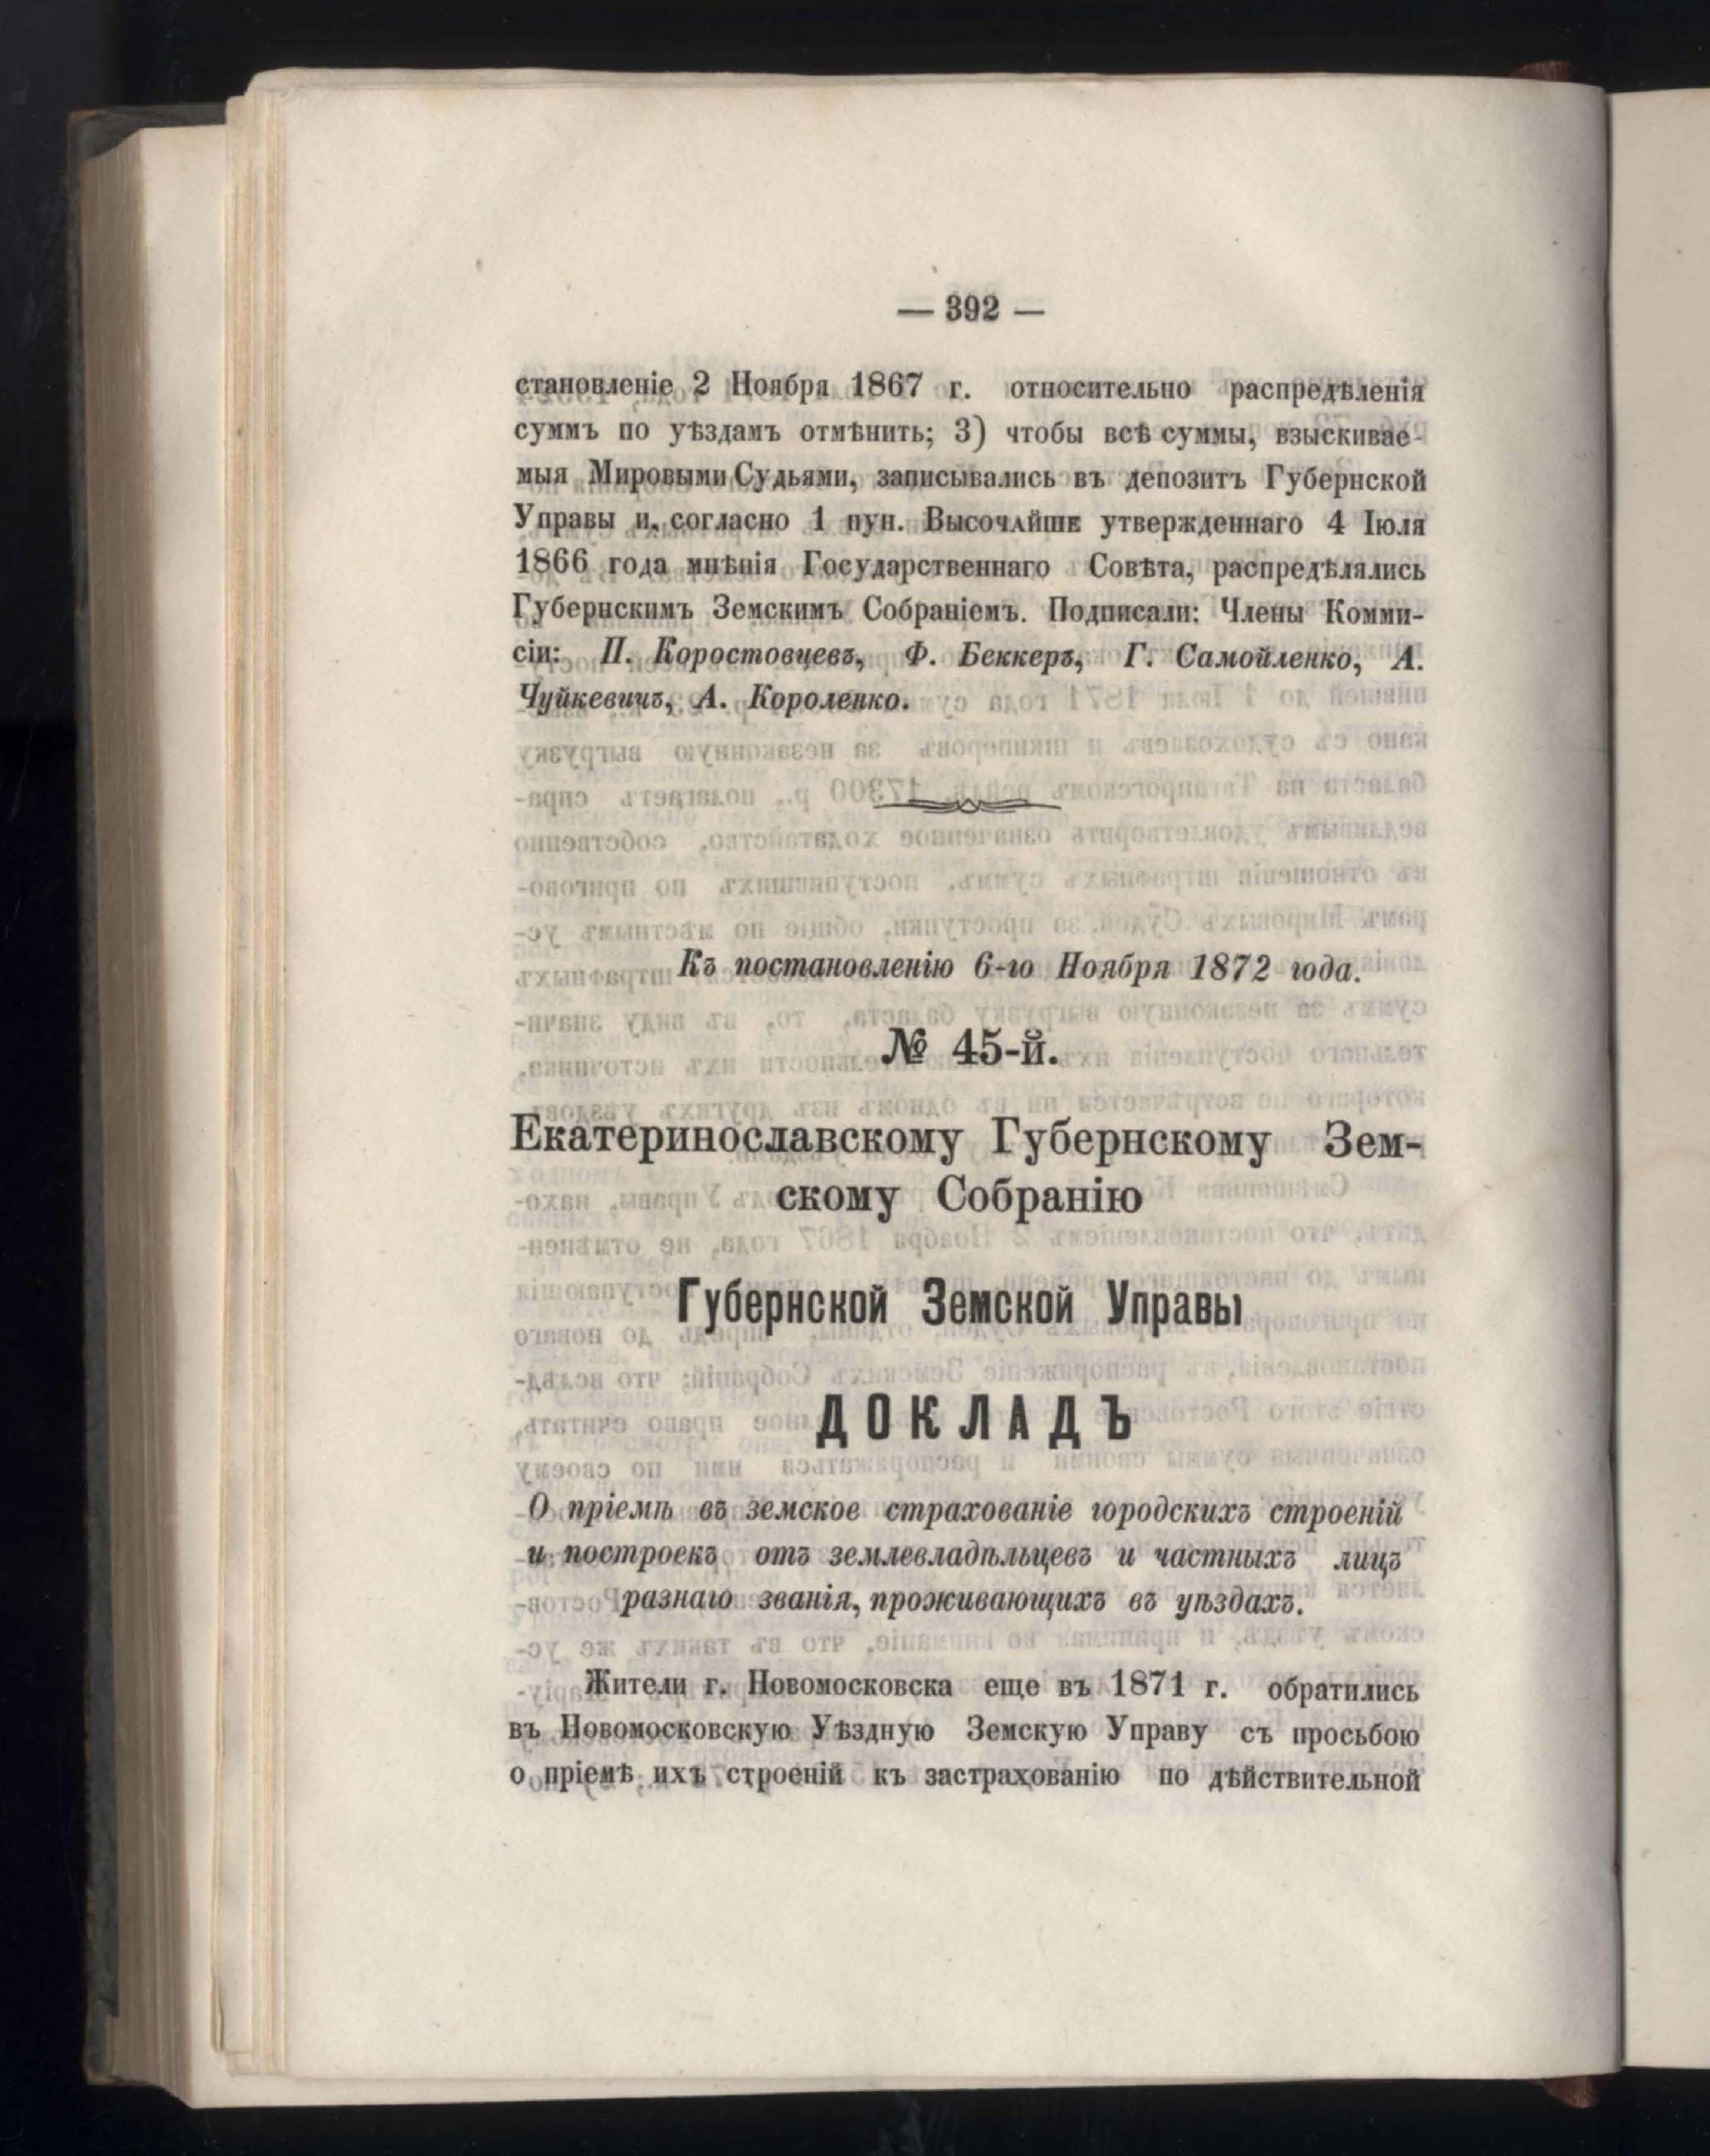 — 392 —
становленіе 2 Ноября 1867 г. относительно распредѣленія
суммъ по уѣздамъ отмѣнить; 3) чтобы всѣ суммы, взыскивае-
мыя Мировыми Судьями, записывались въ депозитъ Губернской
Управы и, согласно 1 пун. Высочайше утвержденнаго 4 Іюля
1866 года мнѣнія Государственнаго Совѣта, распредѣлялись
Губернскимъ Земскимъ Собраніемъ. Подписали: Члены Комми-
сіи: П. Коростовцевъ, Ф. Беккеръ, Г. Самойленко, А.
Чуйкевичъ, А. Короленко.
Къ постановленію 6-го Ноября 1872 года.
№ 45-й.
Екатеринославскому Губернскому Зем-
скому Собранію
Губернской Земской Управы
ДОКЛАДЪ
О пріемѣ въ земское страхованіе городскихъ строеній
и построекъ отъ землевладѣльцевъ и частныхъ лицъ
разнаго званія, проживающихъ въ уѣздахъ.
Жители г. Новомосковска еще въ 1871 г. обратились
въ Новомосковскую Уѣздную Земскую Управу съ просьбою
о пріемѣ ихъ строеній къ застрахованію по дѣйствительной